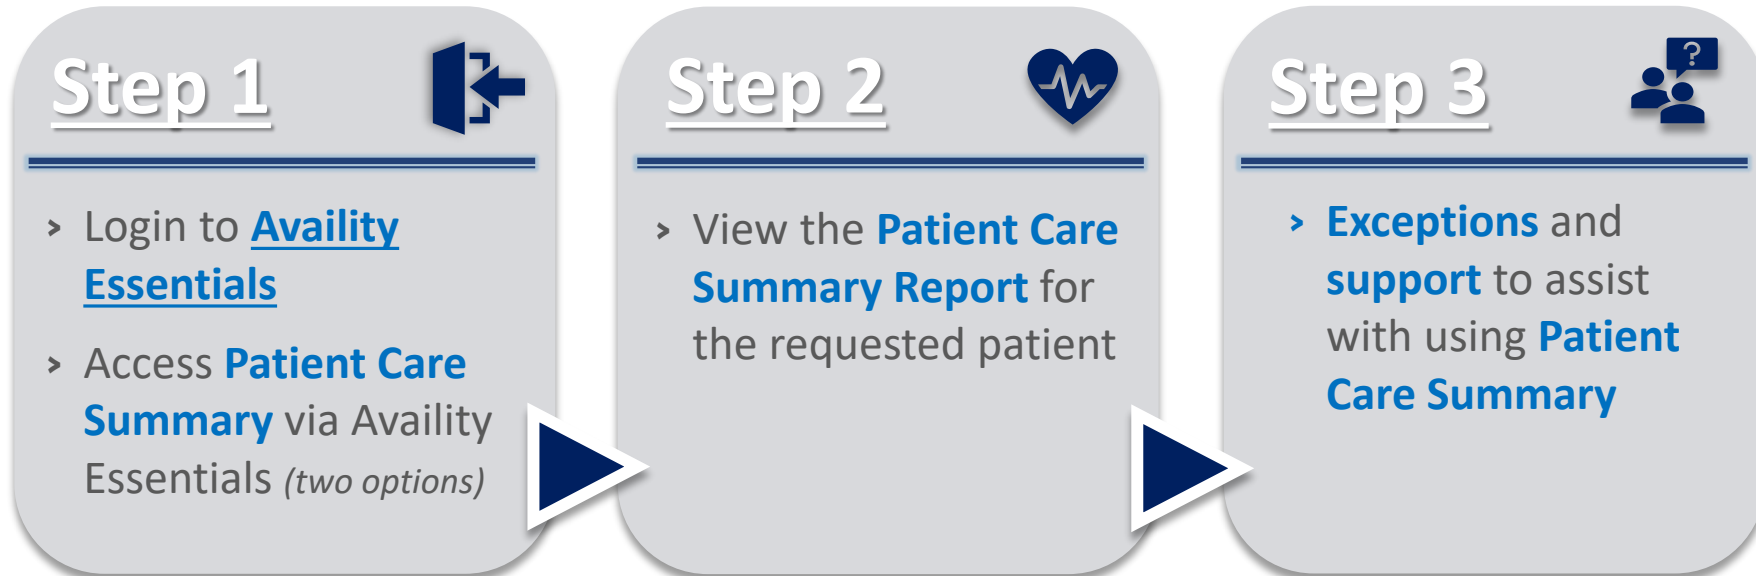 Step 1
> Login to Availity
Essentials
> Access Patient Care
Summary via Availity
Essentials (two options)
Step 2
> View the Patient Care
Summary Report for
the requested patient
Step 3
?
> Exceptions and
support to assist
with using Patient
Care Summary